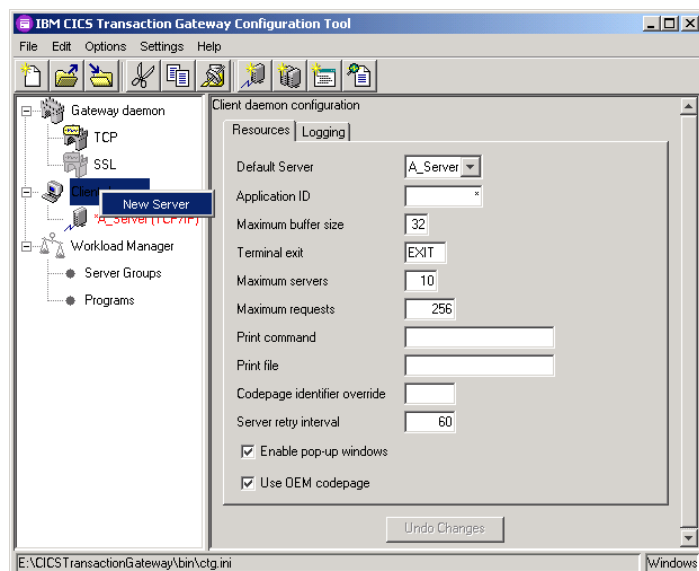 IBM CICS Transaction Gateway Configuration Tool
File Edit Options Settings Help
Gateway daemon
TCP
SSL
Client
New Server
*A_Server (TCP/IP)
Workload Manager
Server Groups
Programs
Client daemon configuration
Resources Logging
Default Server A_Server
Application ID *
Maximum buffer size 32
Terminal exit EXIT
Maximum servers 10
Maximum requests 256
Print command
Print file
Codepage identifier override
Server retry interval 60
Enable pop-up windows
Use OEM codepage
Undo Changes
E:\CICSTransactionGateway\bin\ctg.ini Windows